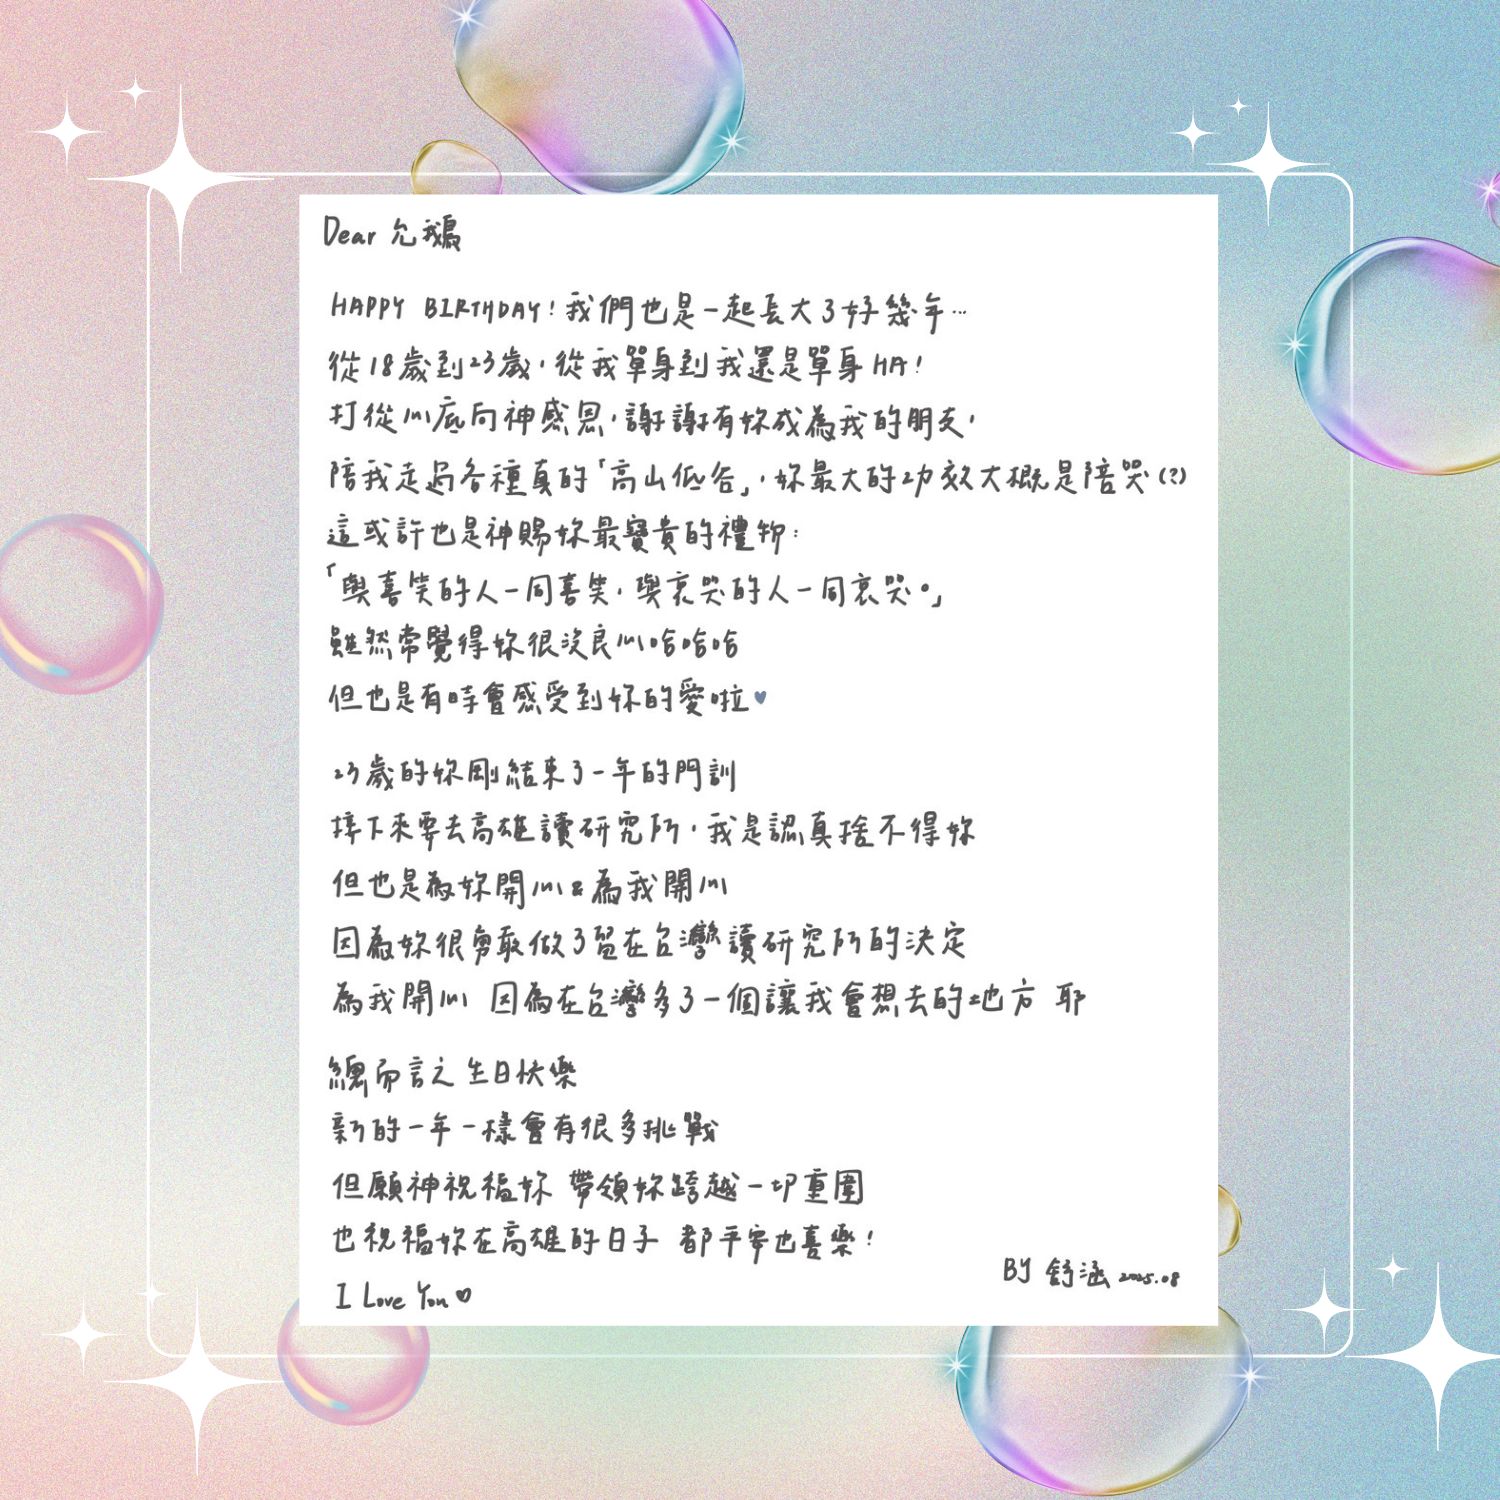 Dear 允鵝
HAPPY BIRTHDAY! 我們也是一起長大了好幾年…
從18歲到23歲，從我單身到我還是單身 HA!
打從心底向神感恩，謝謝有妳成為我的朋友，
陪我走過各種真的「高山低谷」，妳最大的功效大概是陪哭(?)
這或許也是神賜妳最寶貴的禮物：
「與喜笑的人一同喜笑，與哀哭的人一同哀哭。」
雖然常覺得妳很沒良心哈哈哈
但也是有時會感受到妳的愛啦♥
23歲的妳剛結束了一年的門訓
接下來要去高雄讀研究所，我是認真捨不得妳
但也是為妳開心&為我開心
因為妳很勇敢做了留在台灣讀研究所的決定
為我開心 因為在台灣多了一個讓我會想去的地方 耶
總而言之 生日快樂
新的一年一樣會有很多挑戰
但願神祝福妳 帶領妳跨越一切重圍
也祝福妳在高雄的日子 都平安也喜樂!
I Love You♡
BY 舒涵 2025.08